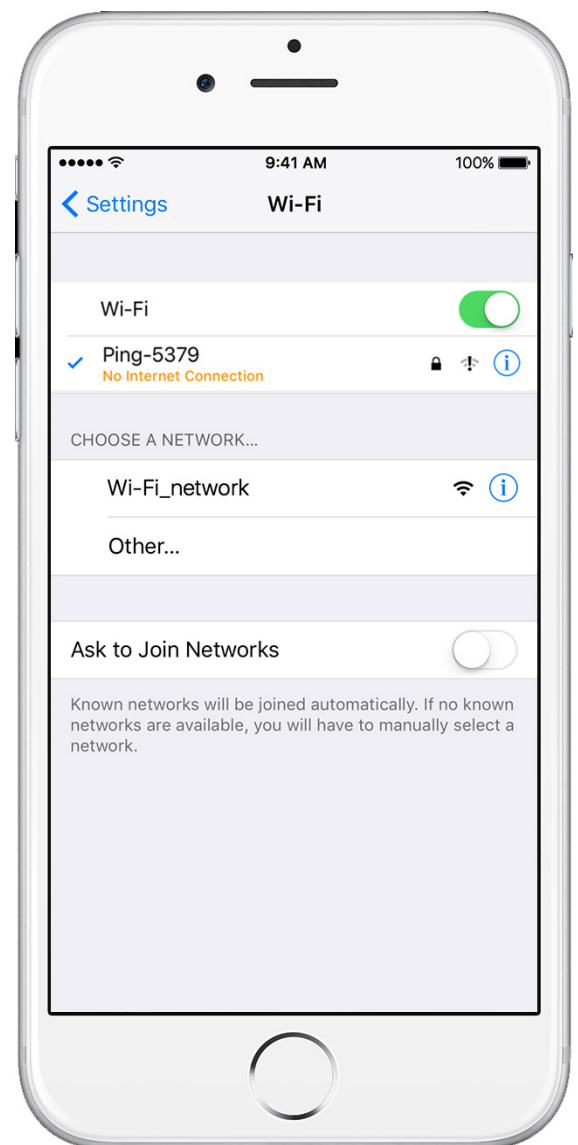 9:41 AM
100%
Settings
Wi-Fi
Wi-Fi
Ping-5379
No Internet Connection
CHOOSE A NETWORK...
Wi-Fi_network
Other...
Ask to Join Networks
Known networks will be joined automatically. If no known
networks are available, you will have to manually select a
network.